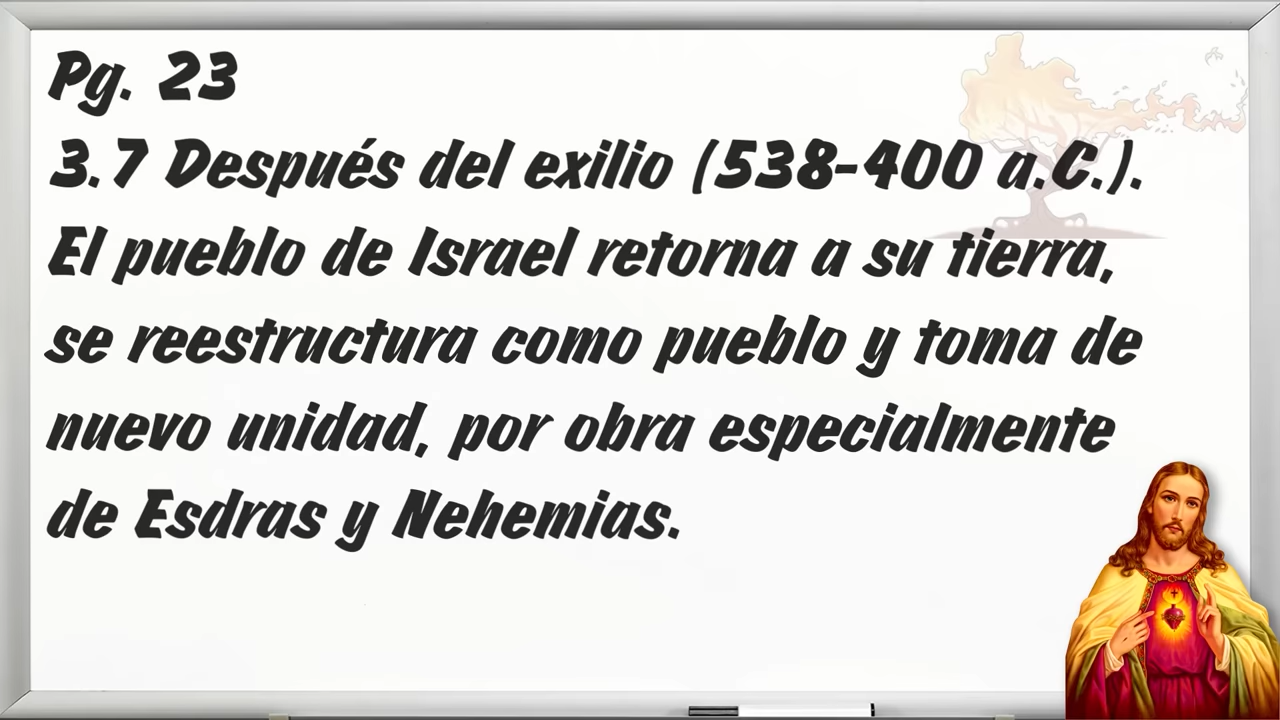 Pg. 23
3.7 Después del exilio (538-400 a.C.).
El pueblo de Israel retorna a su tierra,
se reestructura como pueblo y toma de
nuevo unidad, por obra especialmente
de Esdras y Nehemias.